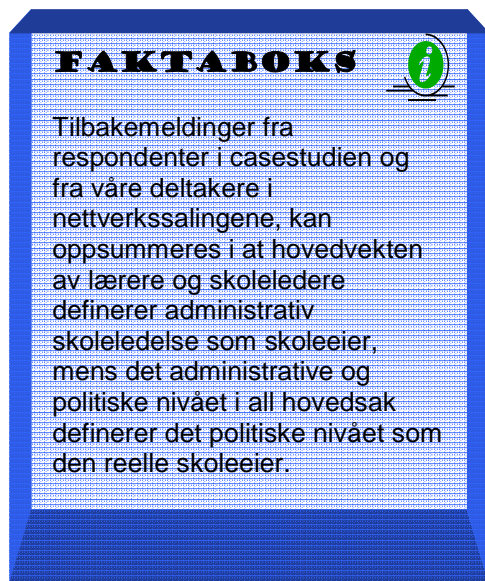 FAKTABOKS
i
Tilbakemeldinger fra
respondenter i casestudien og
fra våre deltakere i
nettverkssalingene, kan
oppsummeres i at hovedvekten
av lærere og skoleledere
definerer administrativ
skoleledelse som skoleeier,
mens det administrative og
politiske nivået i all hovedsak
definerer det politiske nivået som
den reelle skoleeier.